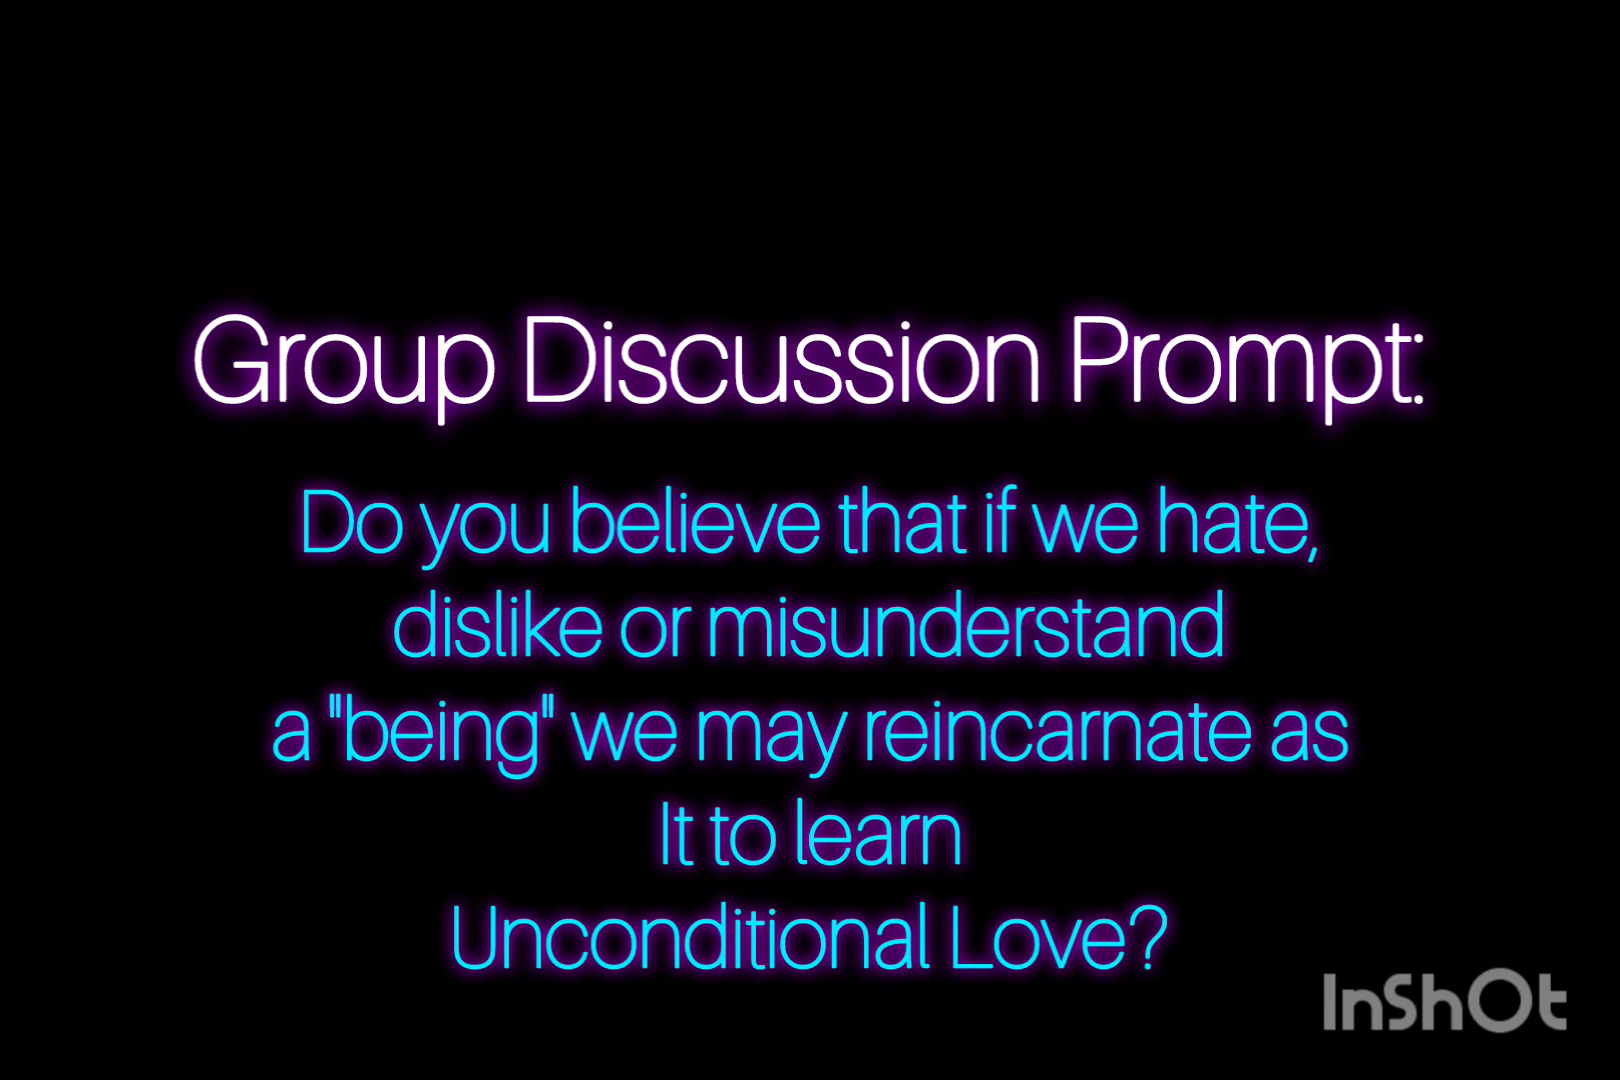 Group Discussion Prompt:
Do you believe that if we hate,
dislike or misunderstand
a "being" we may reincarnate as
It to learn
Unconditional Love?
InShOt